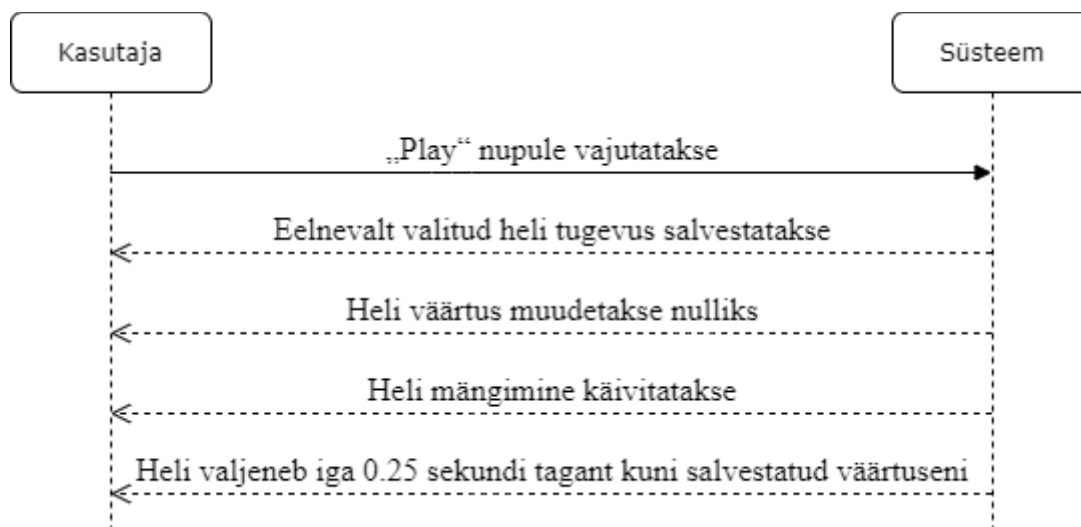 Kasutaja
Süsteem
„Play“ nupule vajutatakse
Eelnevalt valitud heli tugevus salvestatakse
Heli väärtus muudetakse nulliks
Heli mängimine käivitatakse
Heli valjeneb iga 0.25 sekundi tagant kuni salvestatud väärtuseni